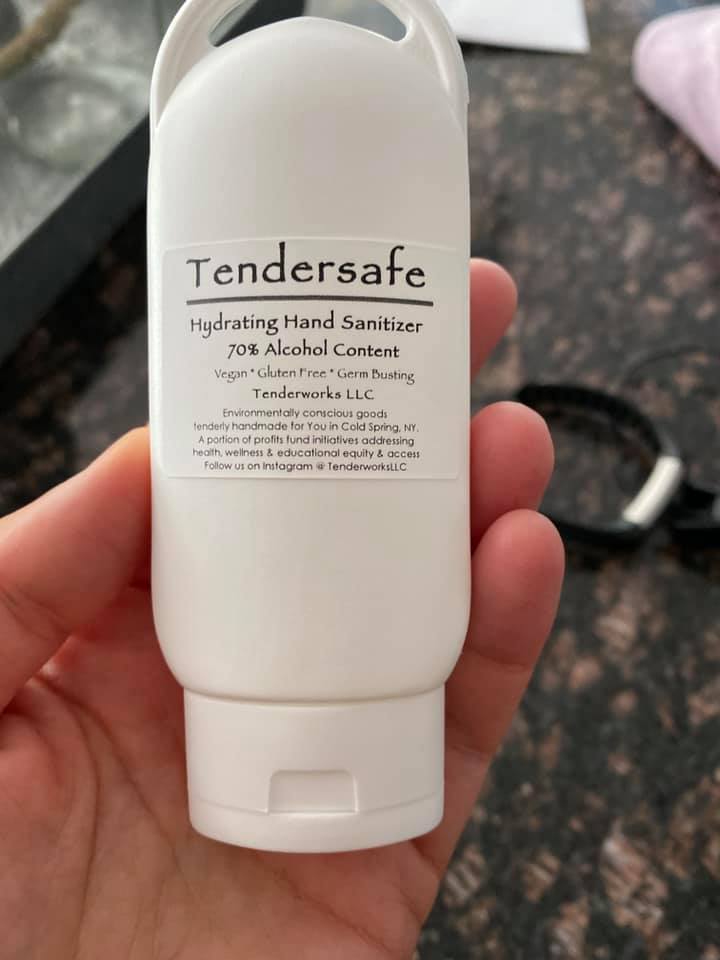 Tendersafe
Hydrating Hand Sanitizer
70% Alcohol Content
Vegan * Gluten Free * Germ Busting
Tenderworks LLC
Environmentally conscious goods
tenderly handmade for You in Cold Spring, NY.
A portion of profits fund initiatives addressing
health, wellness & educational equity & access
Follow us on Instagram @ TenderworksLLC